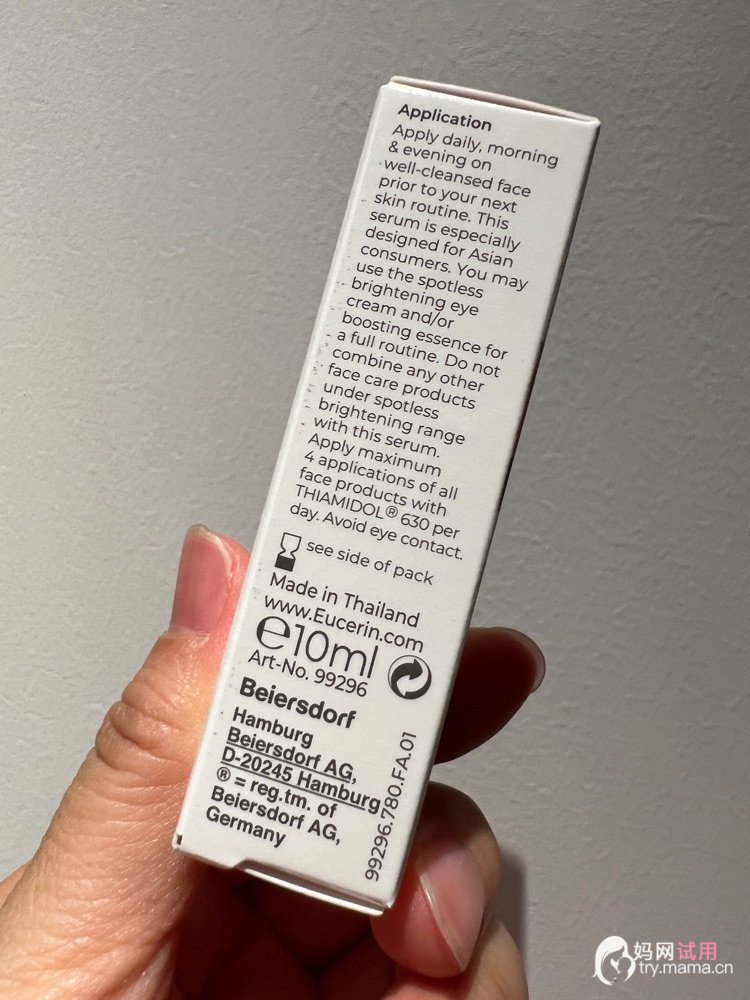 Application
Apply daily, morning
& evening on
well-cleansed face
prior to your next
skin routine. This
serum is especially
designed for Asian
consumers. You may
use the spotless
brightening eye
cream and/or
boosting essence for
a full routine. Do not
combine any other
face care products
under spotless
brightening range
with this serum.
Apply maximum
4 applications of all
face products with
THIAMIDOL® 630 per
day. Avoid eye contact.
see side of pack
Made in Thailand
www.Eucerin.com
℮10ml
Art-No. 99296
Beiersdorf
Hamburg
Beiersdorf AG,
D-20245 Hamburg
® = reg.tm. of
Beiersdorf AG,
Germany
99296.780.FA.01
妈网试用
try.mama.cn